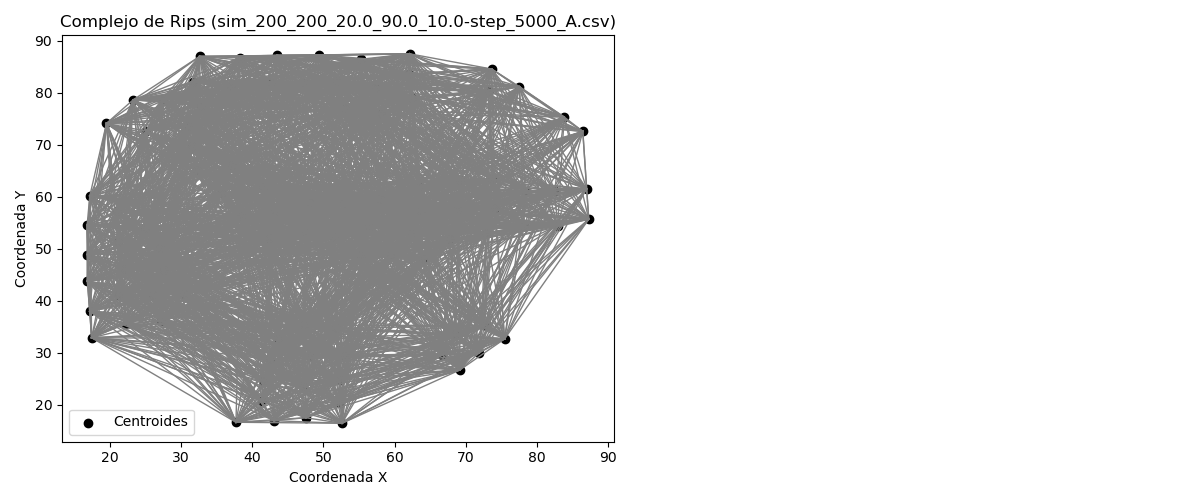 Complejo de Rips (sim_200_200_20.0_90.0_10.0-step_5000_A.csv)
90
80
70
60
50
40
30
20
Coordenada Y
Centroides
20 30 40 50 60 70 80 90
Coordenada X